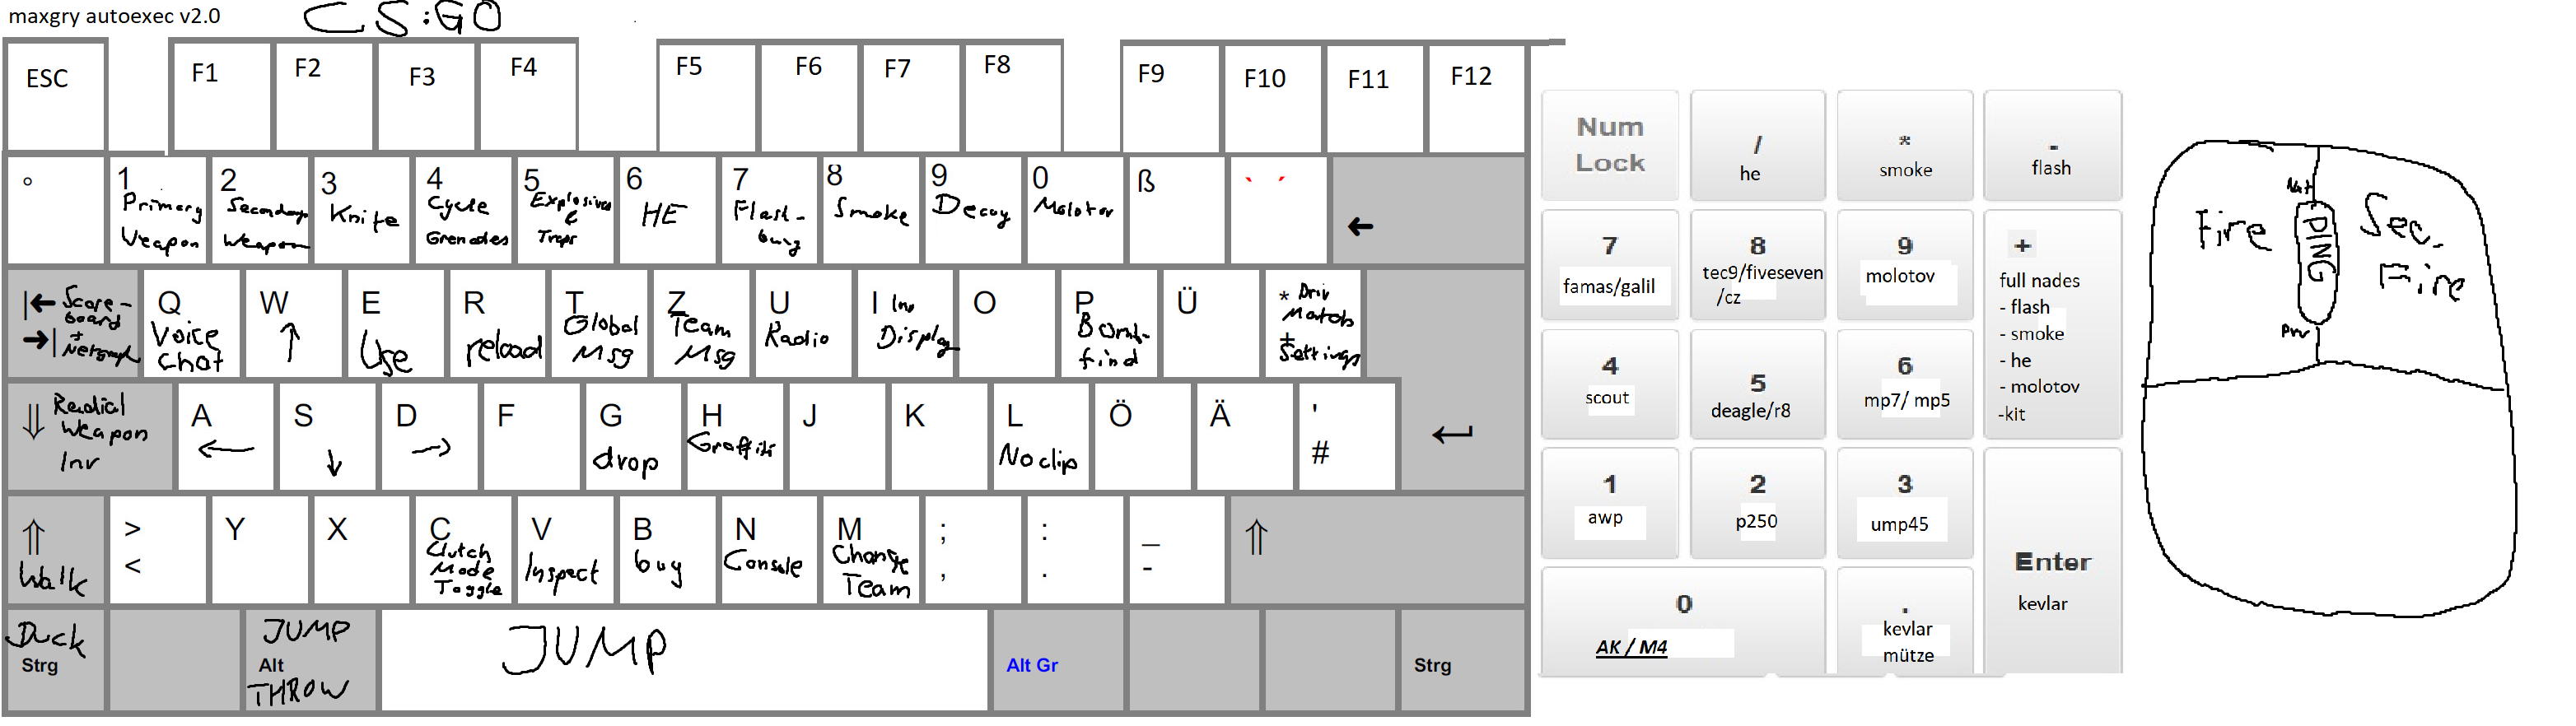 maxgry autoexec v2.0
CS:GO
ESC
F1
F2
F3
F4
F5
F6
F7
F8
F9
F10
F11
F12
°
1
Primary
Weapon
2
Secondary
Weapon
3
Knife
4
Cycle
Grenades
5
Explosives
&
Traps
6
HE
7
Flash-
bang
8
Smoke
9
Decoy
0
Molotov
ß
` ´
←
Score-
board
+
Netgraph
Q
Voice
Chat
W
↑
E
Use
R
reload
T
Global
Msg
Z
Team
Msg
U
Radio
I Inv
Display
O
P
Bomb-
find
Ü
* Priv
Match
+
Settings
⇓ Radial
Weapon
Inv
A
←
S
↓
D
→
F
G
drop
H
Graffiti
J
K
L
Noclip
Ö
Ä
'
#
↵
⇑
Walk
>
<
Y
X
C
Clutch
Mode
Toggle
V
Inspect
B
buy
N
Console
M
Change
Team
;
,
:
.
_
-
⇑
Duck
Strg
JUMP
Alt
THROW
JUMP
Alt Gr
Strg
Num
Lock
/
he
*
smoke
-
flash
7
famas/galil
8
tec9/fiveseven
/cz
9
molotov
+
full nades
- flash
- smoke
- he
- molotov
-kit
4
scout
5
deagle/r8
6
mp7/ mp5
1
awp
2
p250
3
ump45
Enter
kevlar
0
AK / M4
.
kevlar
mütze
Fire
PING
Sec.
Fire